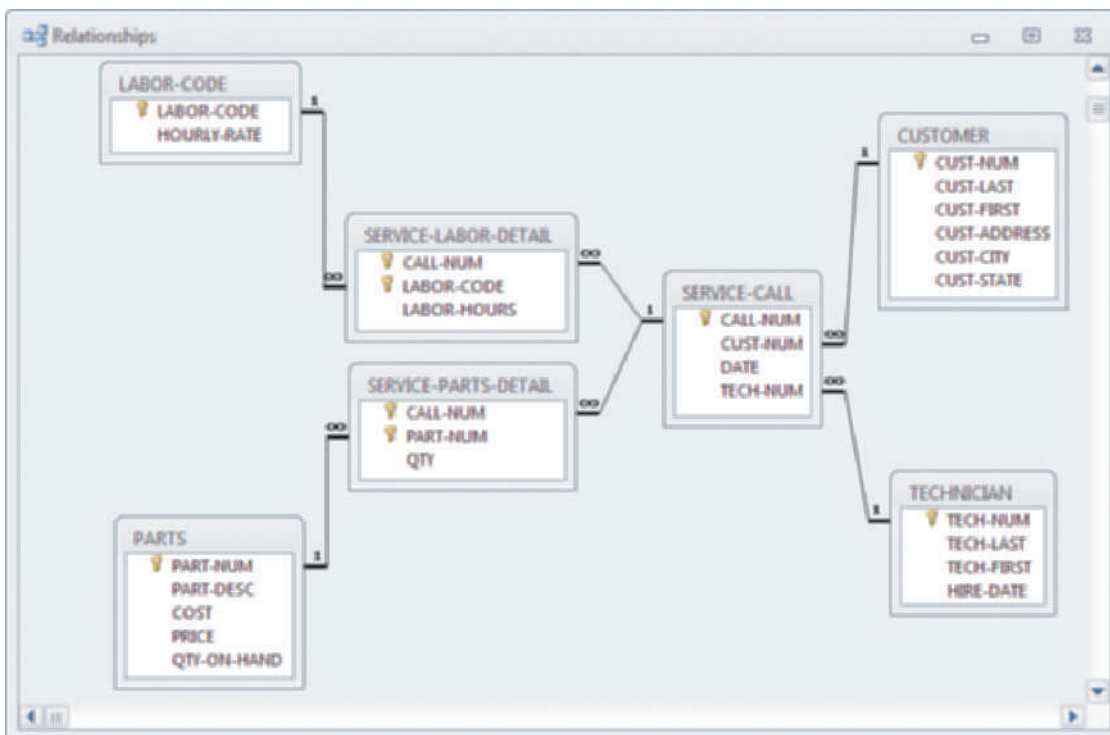 Relationships
LABOR-CODE
LABOR-CODE
HOURLY-RATE
1
∞
SERVICE-LABOR-DETAIL
CALL-NUM
LABOR-CODE
LABOR-HOURS
∞
SERVICE-PARTS-DETAIL
CALL-NUM
PART-NUM
QTY
∞
∞
PARTS
PART-NUM
PART-DESC
COST
PRICE
QTY-ON-HAND
1
SERVICE-CALL
CALL-NUM
CUST-NUM
DATE
TECH-NUM
1
∞
∞
CUSTOMER
CUST-NUM
CUST-LAST
CUST-FIRST
CUST-ADDRESS
CUST-CITY
CUST-STATE
1
TECHNICIAN
TECH-NUM
TECH-LAST
TECH-FIRST
HIRE-DATE
1